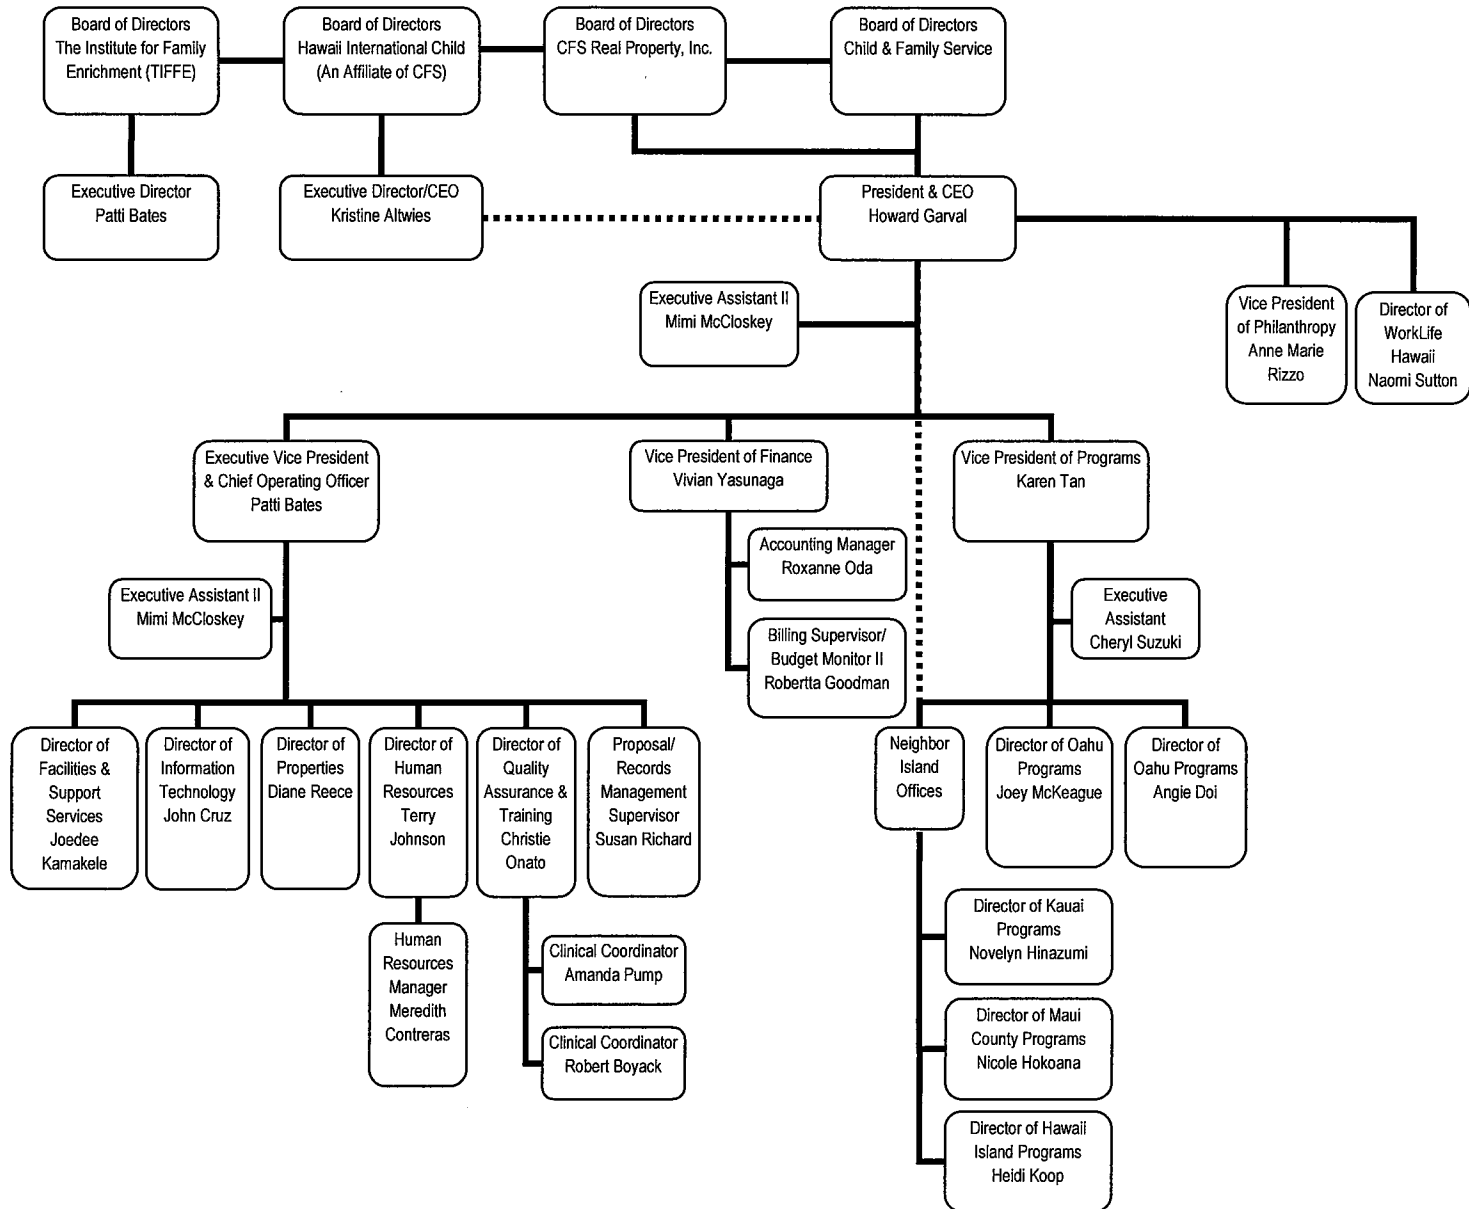 Board of Directors
The Institute for Family
Enrichment (TIFFE)
Board of Directors
Hawaii International Child
(An Affiliate of CFS)
Board of Directors
CFS Real Property, Inc.
Board of Directors
Child & Family Service
Executive Director
Patti Bates
Executive Director/CEO
Kristine Altwies
President & CEO
Howard Garval
Executive Assistant II
Mimi McCloskey
Vice President
of Philanthropy
Anne Marie
Rizzo
Director of
WorkLife
Hawaii
Naomi Sutton
Executive Vice President
& Chief Operating Officer
Patti Bates
Vice President of Finance
Vivian Yasunaga
Vice President of Programs
Karen Tan
Accounting Manager
Roxanne Oda
Executive Assistant II
Mimi McCloskey
Executive
Assistant
Cheryl Suzuki
Billing Supervisor/
Budget Monitor II
Robertta Goodman
Director of
Facilities &
Support
Services
Joedee
Kamakele
Director of
Information
Technology
John Cruz
Director of
Properties
Diane Reece
Director of
Human
Resources
Terry
Johnson
Director of
Quality
Assurance &
Training
Christie
Onato
Proposal/
Records
Management
Supervisor
Susan Richard
Neighbor
Island
Offices
Director of Oahu
Programs
Joey McKeague
Director of
Oahu Programs
Angie Doi
Human
Resources
Manager
Meredith
Contreras
Clinical Coordinator
Amanda Pump
Clinical Coordinator
Robert Boyack
Director of Kauai
Programs
Novelyn Hinazumi
Director of Maui
County Programs
Nicole Hokoana
Director of Hawaii
Island Programs
Heidi Koop